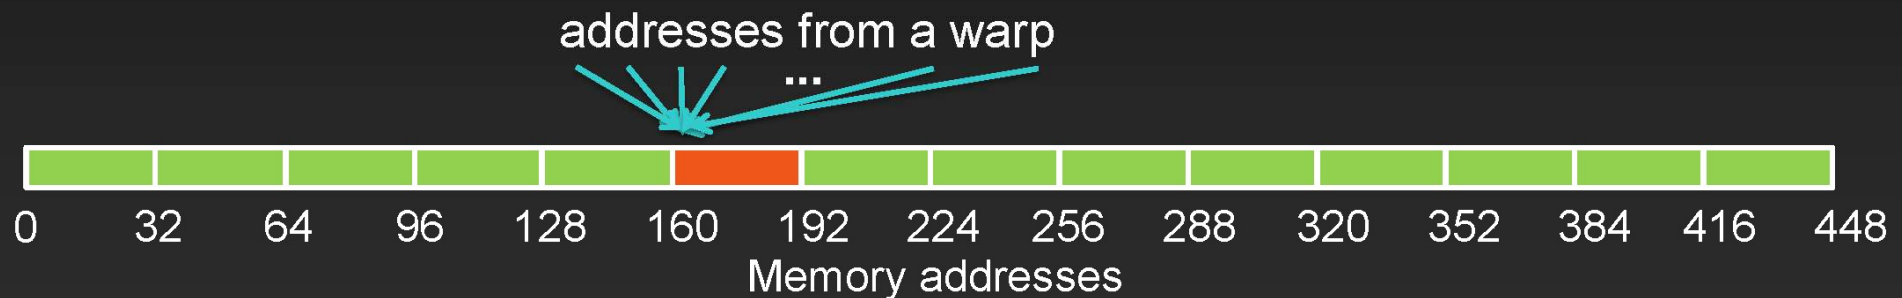 addresses from a warp
...
0 32 64 96 128 160 192 224 256 288 320 352 384 416 448
Memory addresses